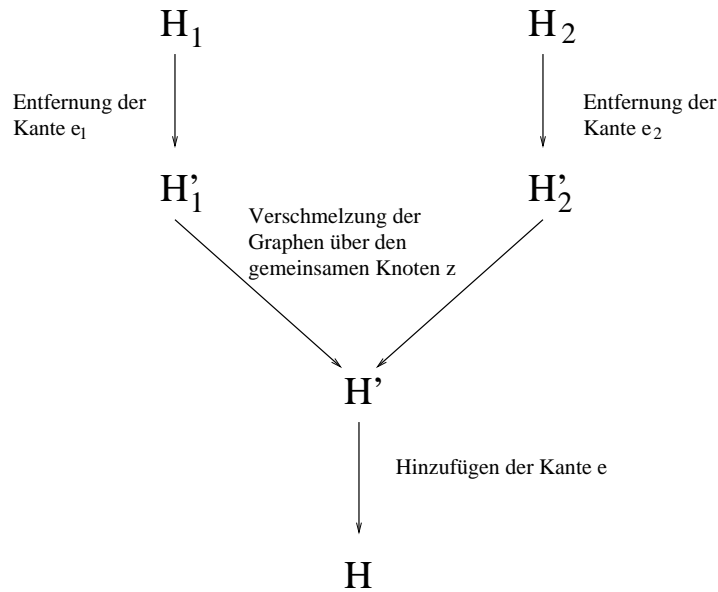 H1
H2
Entfernung der
Kante e1
Entfernung der
Kante e2
H'1
H'2
Verschmelzung der
Graphen über den
gemeinsamen Knoten z
H'
Hinzufügen der Kante e
H